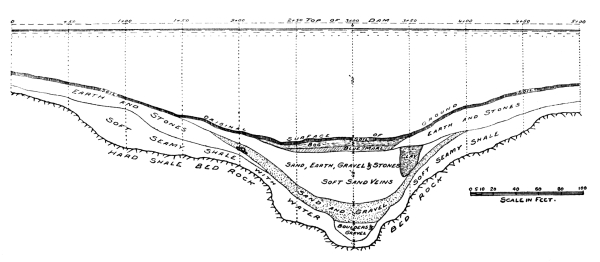 0 +50 1+00 1+50 2+00 2+50 TOP OF 3+00 DAM 3+50 4+00 4+50 5+00
SOIL
EARTH AND STONES
SOFT SEAMY SHALE WITH WATER
HARD SHALE BED ROCK
ORIGINAL SURFACE OF GROUND
SOIL
BOG BLUE MARL
SAND, EARTH, GRAVEL & STONES
SOFT SAND VEINS
SAND AND GRAVEL
BOULDERS &
GRAVEL
SOIL
EARTH AND STONES
SOFT SEAMY SHALE
BED ROCK
0 5 10 20 40 60 80 100
SCALE IN FEET.